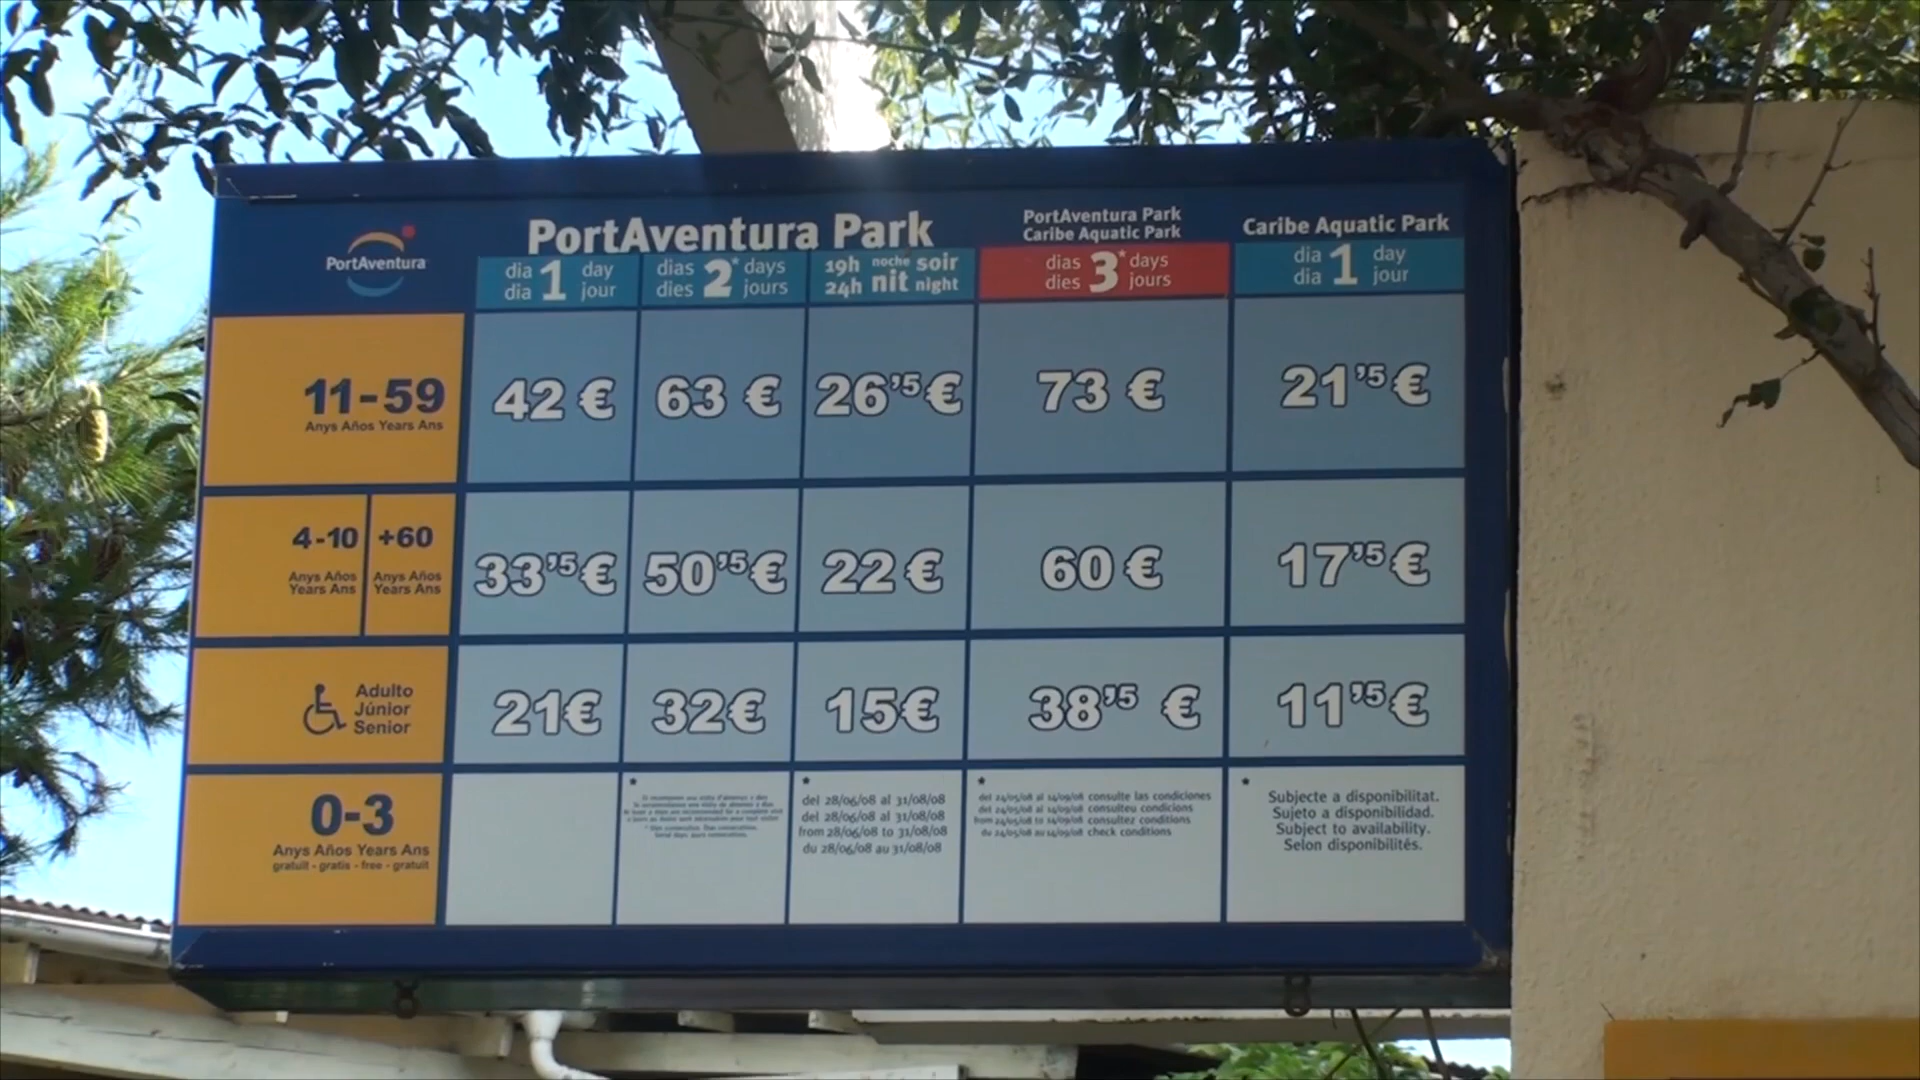 PortAventura
PortAventura Park
PortAventura Park
Caribe Aquatic Park
Caribe Aquatic Park
dia 1 day
dia jour
dias 2* days
dies jours
19h noche soir
24h nit night
dias 3* days
dies jours
dia 1 day
dia jour
11-59
Anys Años Years Ans
42 €
63 €
26'5€
73 €
21'5€
4-10
Anys Años
Years Ans
+60
Anys Años
Years Ans
33'5€
50'5€
22€
60 €
17'5€
Adulto
Júnior
Senior
21€
32€
15€
38'5 €
11'5€
0-3
Anys Años Years Ans
gratuit - gratis - free - gratuit
*
*
del 28/06/08 al 31/08/08
del 28/06/08 al 31/08/08
from 28/06/08 to 31/08/08
du 28/06/08 au 31/08/08
*
del 24/05/08 al 14/09/08 consulte las condiciones
del 24/05/08 al 14/09/08 consulteu condicions
from 24/05/08 to 14/09/08 consultez conditions
du 24/05/08 au 14/09/08 check conditions
*
Subjecte a disponibilitat.
Sujeto a disponibilidad.
Subject to availability.
Selon disponibilités.